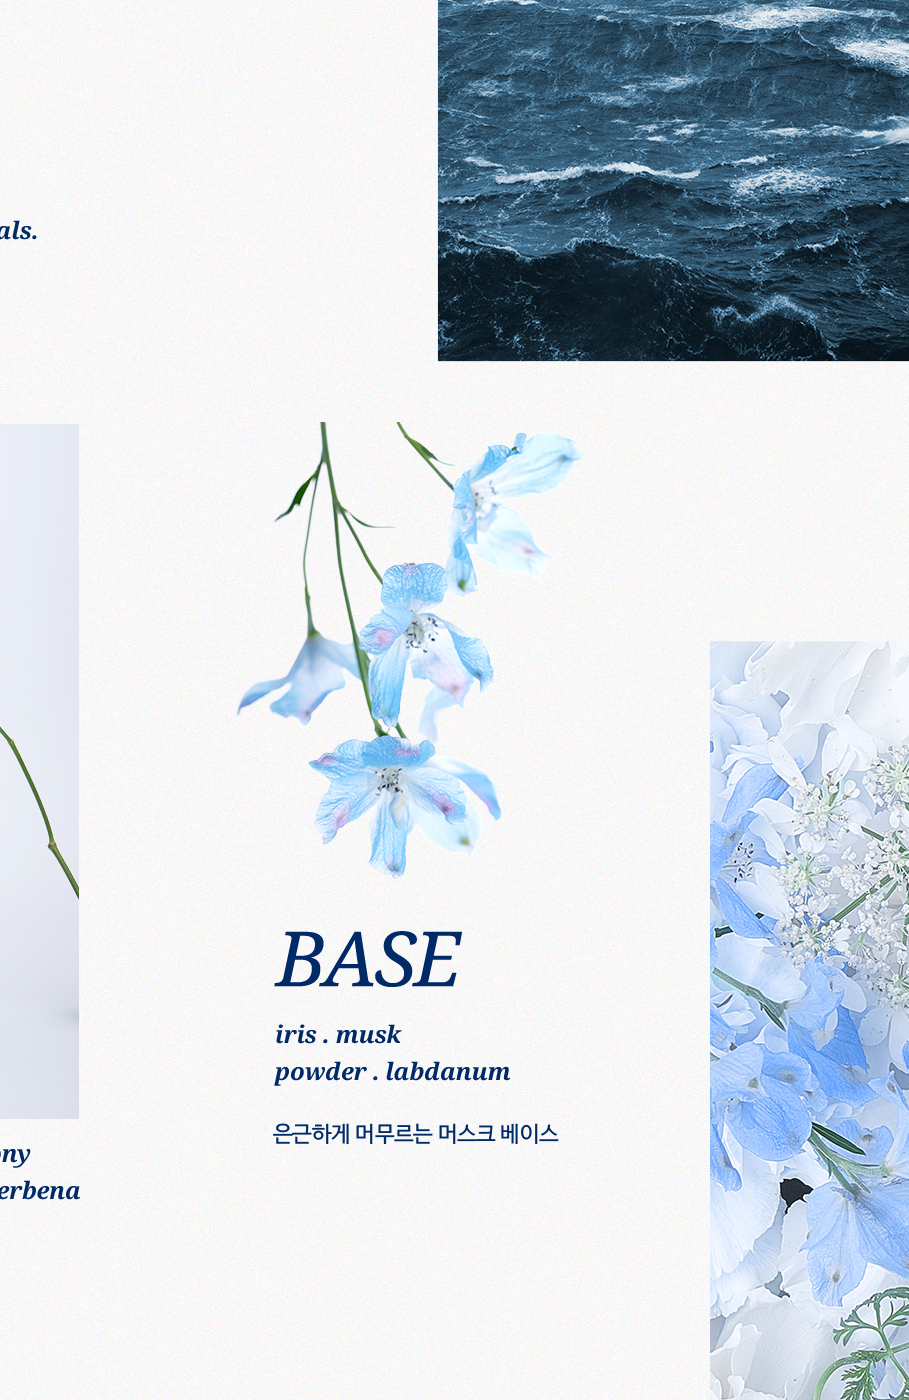 als.
BASE
iris . musk
powder . labdanum
은근하게 머무르는 머스크 베이스
ony
erbena